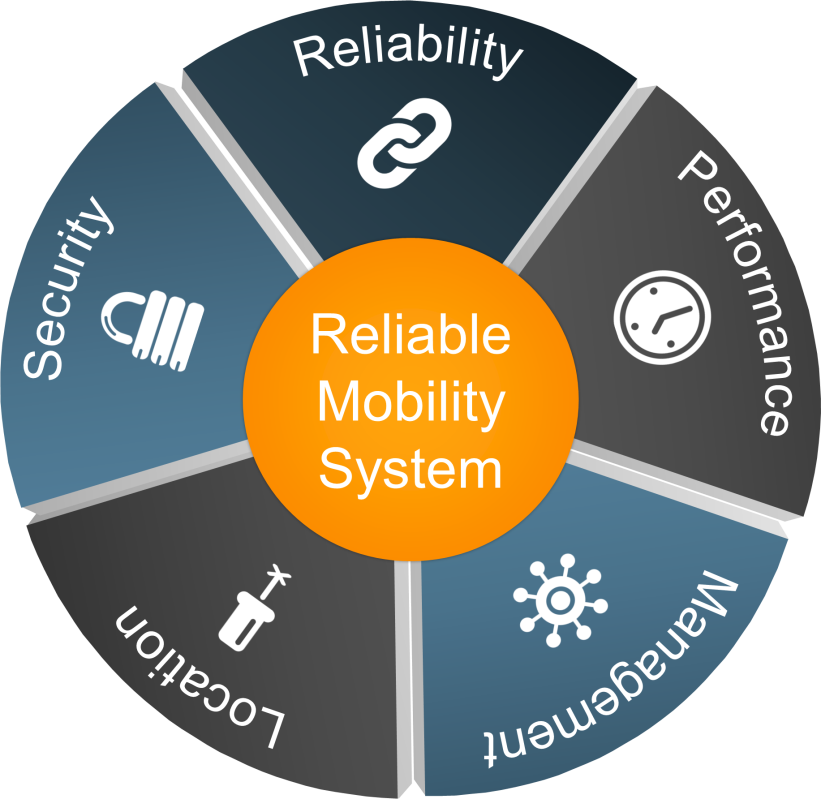 Reliability
Performance
Management
Location
Security
Reliable
Mobility
System